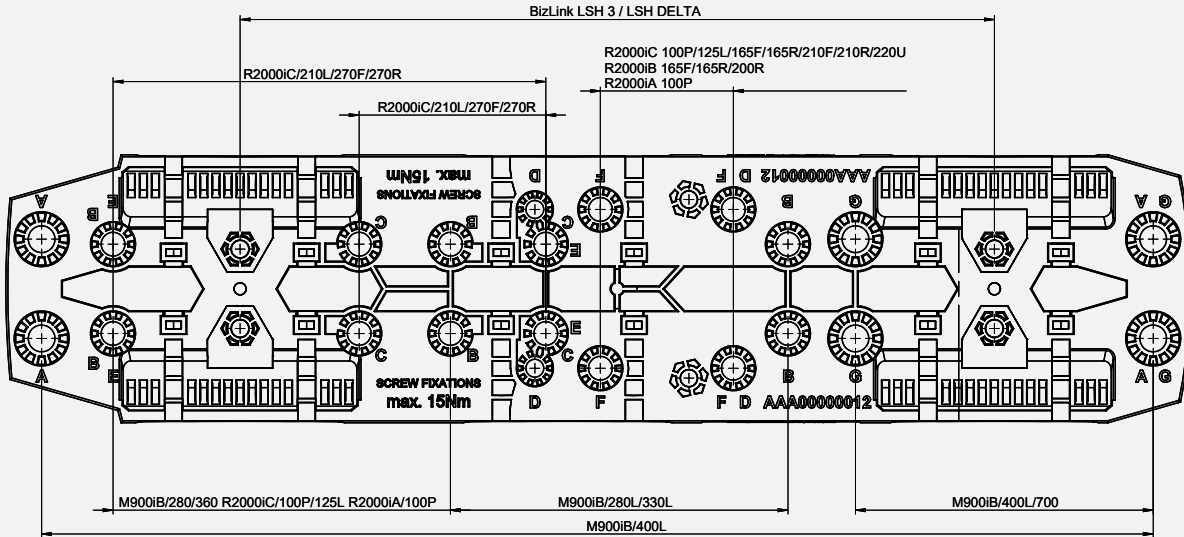 BizLink LSH 3 / LSH DELTA
R2000iC 100P/125L/165F/165R/210F/210R/220U
R2000iB 165F/165R/200R
R2000iA 100P
R2000iC/210L/270F/270R
R2000iC/210L/270F/270R
max. 15Nm
SCREW FIXATIONS
D F F D AAA00000012
A E B C B C E B G G A
A B E C B E C B G A G
SCREW FIXATIONS
max. 15Nm
D F F D AAA00000012
M900iB/280/360 R2000iC/100P/125L R2000iA/100P
M900iB/280L/330L
M900iB/400L/700
M900iB/400L